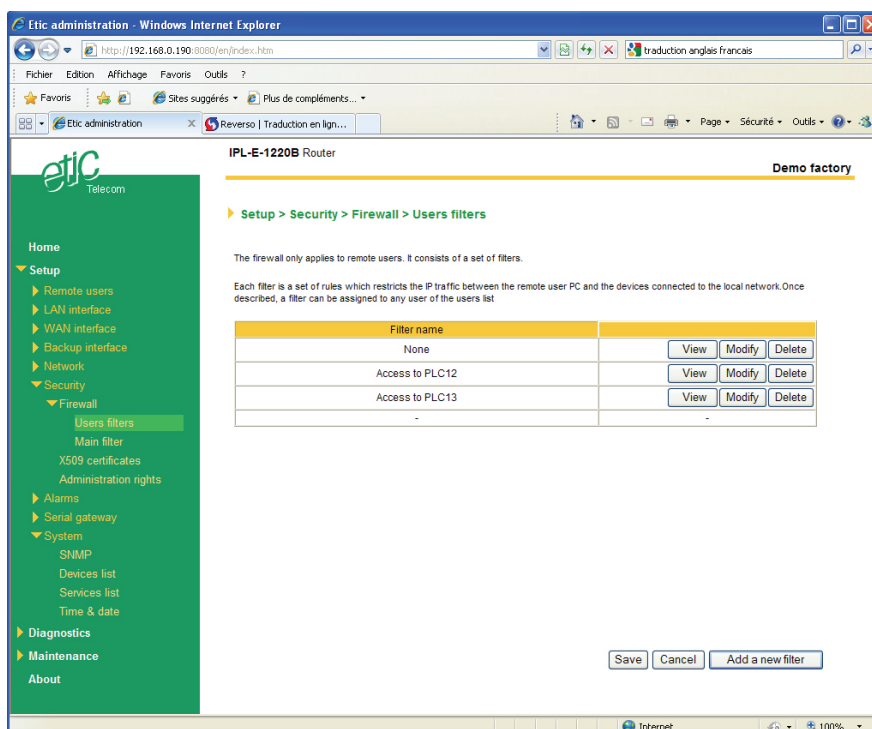 Etic administration - Windows Internet Explorer
http://192.168.0.190:8080/en/index.htm
traduction anglais francais
Fichier Edition Affichage Favoris Outils ?
Favoris Sites suggérés Plus de compléments...
Etic administration Reverso | Traduction en lign... Page Sécurité Outils
etic Telecom
IPL-E-1220B Router
Demo factory
Setup > Security > Firewall > Users filters
Home
Setup
Remote users
LAN interface
WAN interface
Backup interface
Network
Security
Firewall
Users filters
Main filter
X509 certificates
Administration rights
Alarms
Serial gateway
System
SNMP
Devices list
Services list
Time & date
Diagnostics
Maintenance
About
The firewall only applies to remote users. It consists of a set of filters.
Each filter is a set of rules which restricts the IP traffic between the remote user PC and the devices connected to the local network.Once
described, a filter can be assigned to any user of the users list
Filter name
None View Modify Delete
Access to PLC12 View Modify Delete
Access to PLC13 View Modify Delete
- -
Save Cancel Add a new filter
Internet 100%